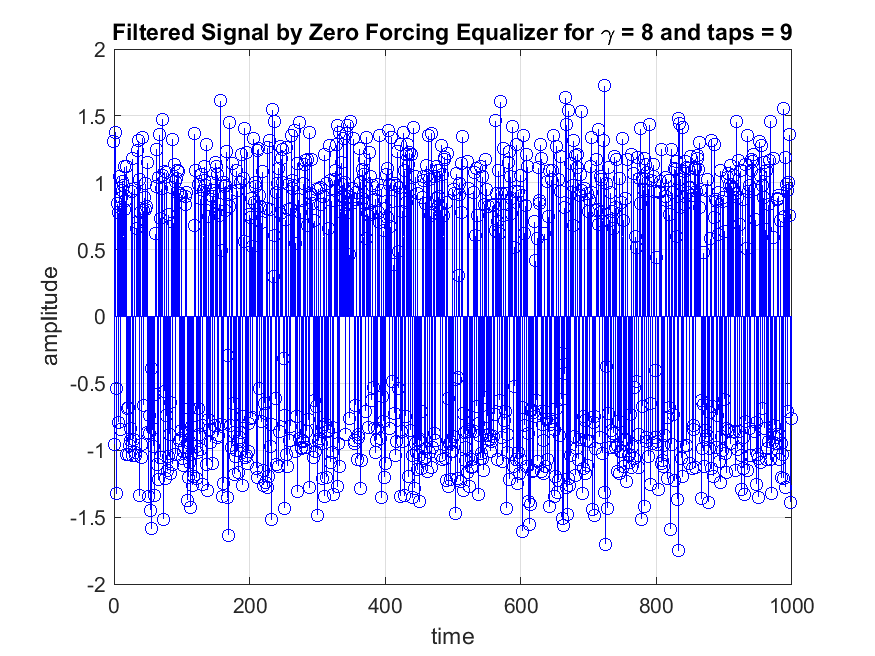 Filtered Signal by Zero Forcing Equalizer for γ = 8 and taps = 9
2
1.5
1
0.5
0
-0.5
-1
-1.5
-2
amplitude
0 200 400 600 800 1000
time